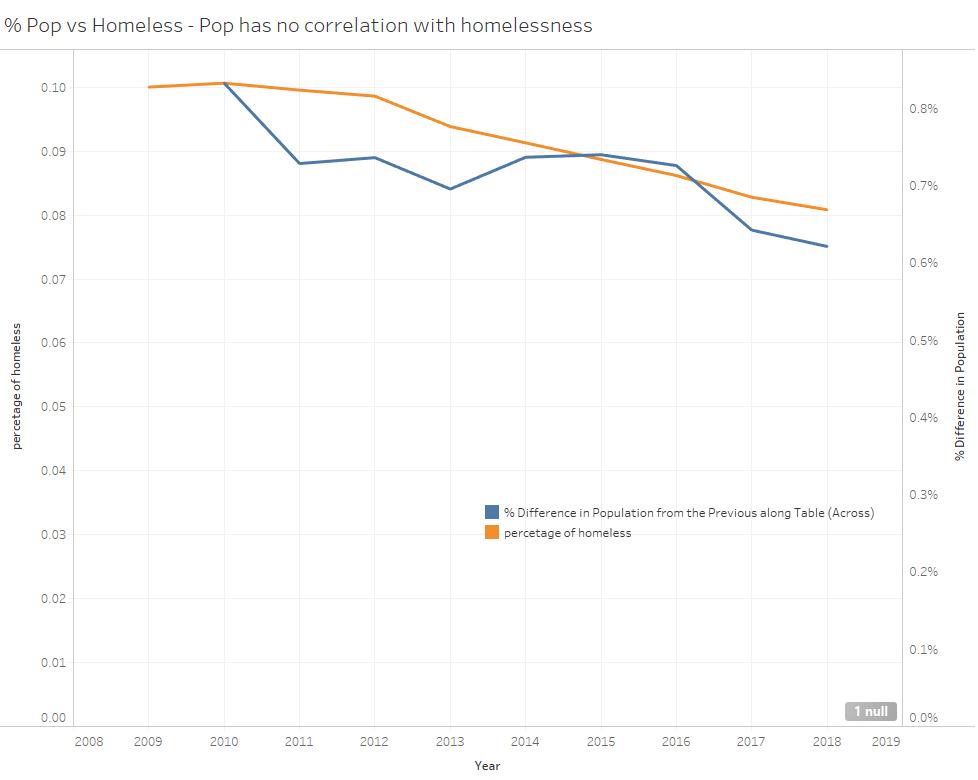 % Pop vs Homeless - Pop has no correlation with homelessness
0.10
0.09
0.08
0.07
0.06
0.05
0.04
0.03
0.02
0.01
0.00
percetage of homeless
0.8%
0.7%
0.6%
0.5%
0.4%
0.3%
0.2%
0.1%
0.0%
% Difference in Population
% Difference in Population from the Previous along Table (Across)
percetage of homeless
1 null
2008 2009 2010 2011 2012 2013 2014 2015 2016 2017 2018 2019
Year